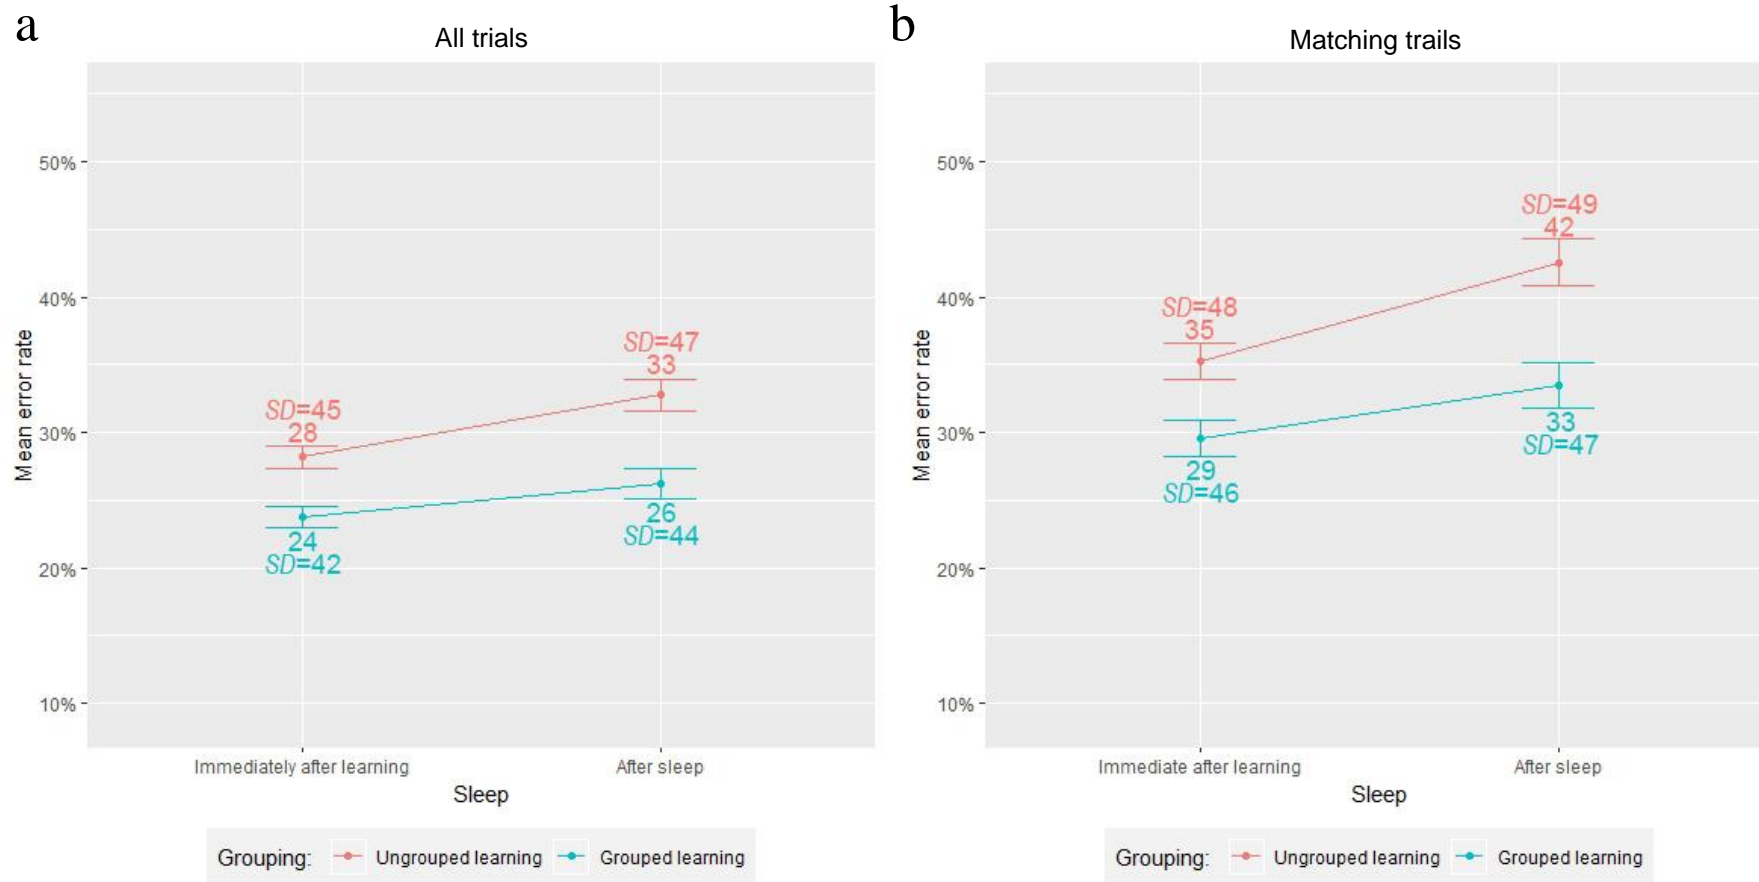 a
All trials
50%
40%
30%
20%
10%
Mean error rate
SD=45
28
SD=47
33
24
SD=42
26
SD=44
Immediately after learning
After sleep
Sleep
Grouping: Ungrouped learning Grouped learning
b
Matching trails
50%
40%
30%
20%
10%
Mean error rate
SD=48
35
SD=49
42
29
SD=46
33
SD=47
Immediate after learning
After sleep
Sleep
Grouping: Ungrouped learning Grouped learning